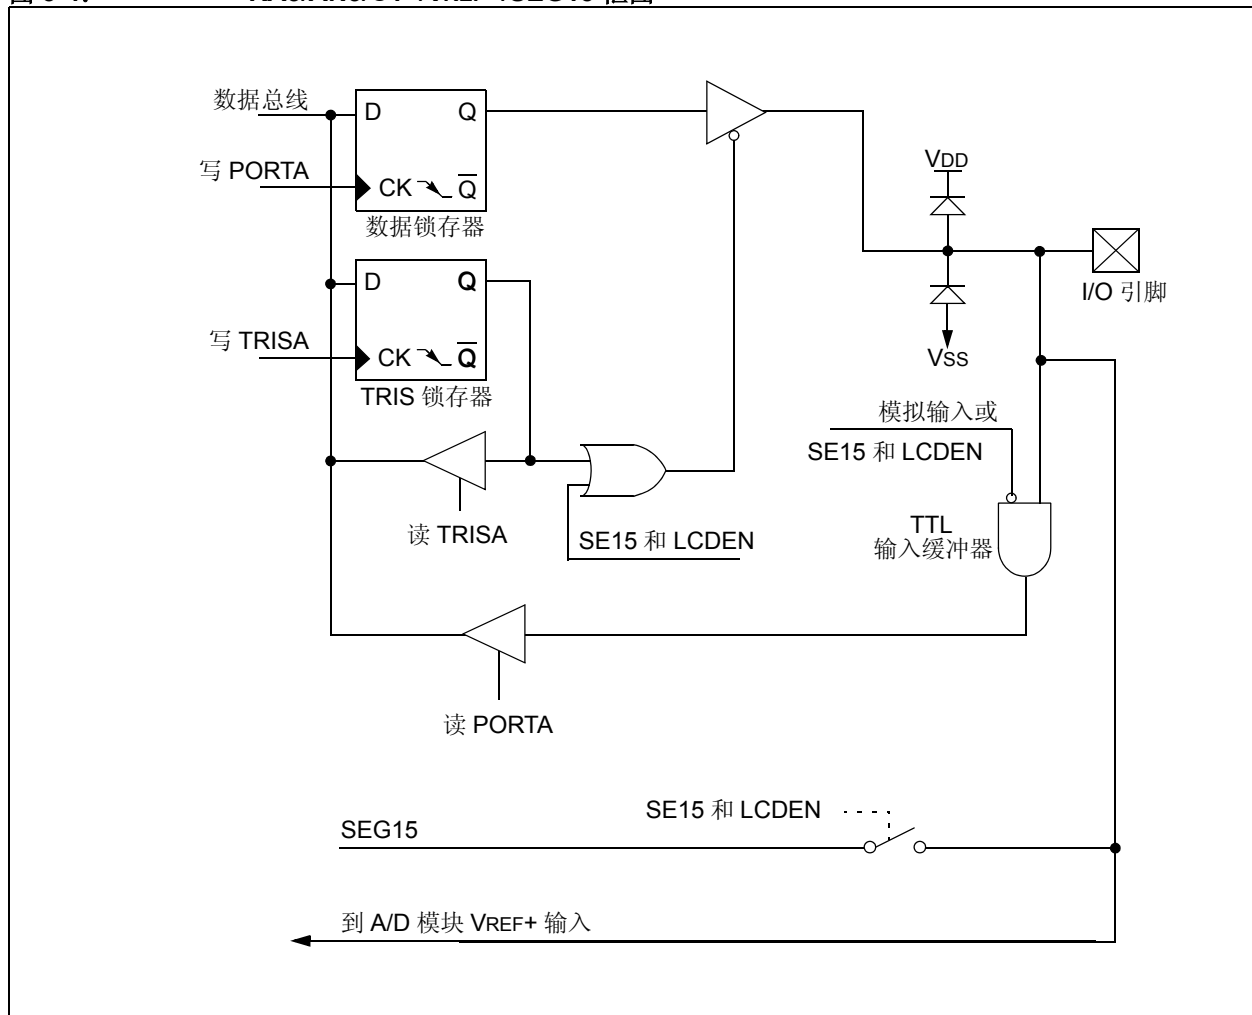 数据总线
D
Q
写 PORTA
CK
Q
数据锁存器
VDD
D
Q
I/O 引脚
写 TRISA
CK
Q
VSS
TRIS 锁存器
模拟输入或
SE15 和 LCDEN
读 TRISA
SE15 和 LCDEN
TTL
输入缓冲器
读 PORTA
SE15 和 LCDEN
SEG15
到 A/D 模块 VREF+ 输入